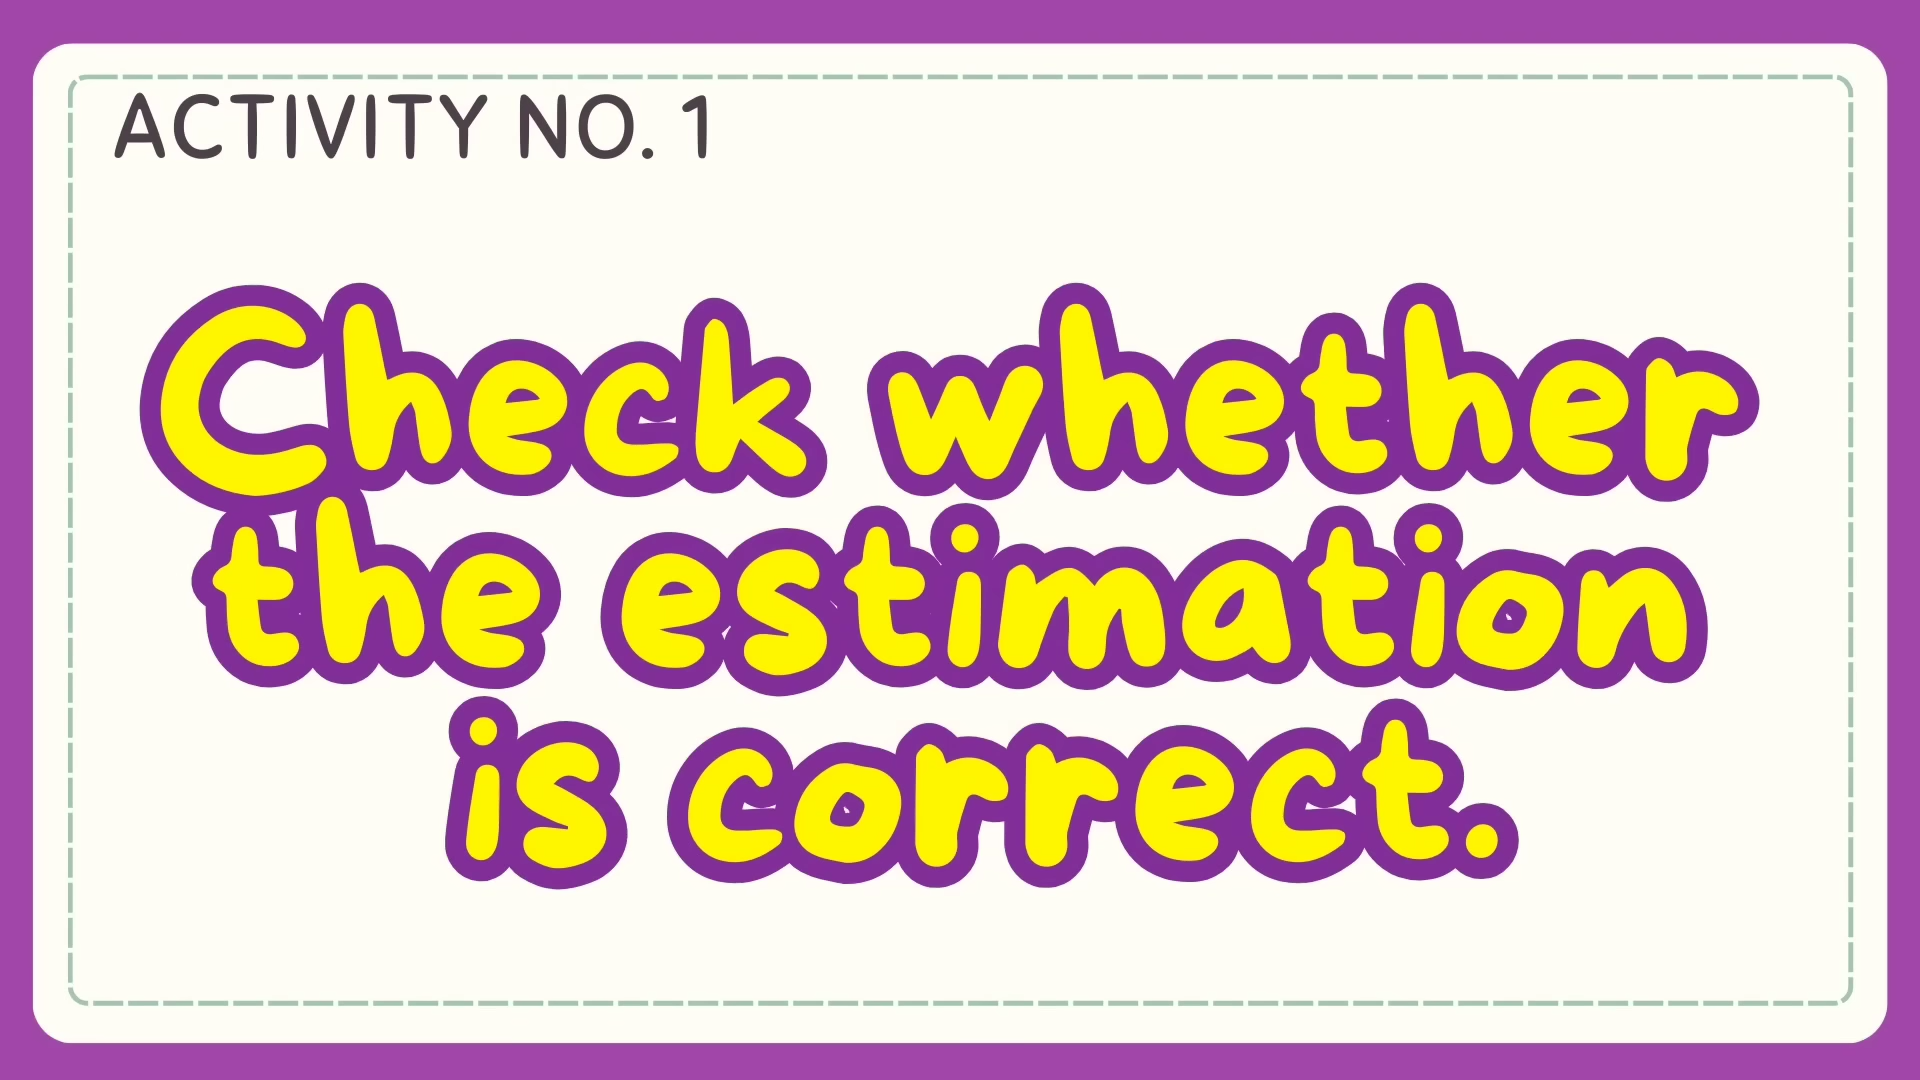 ACTIVITY NO. 1
Check whether
the estimation
is correct.